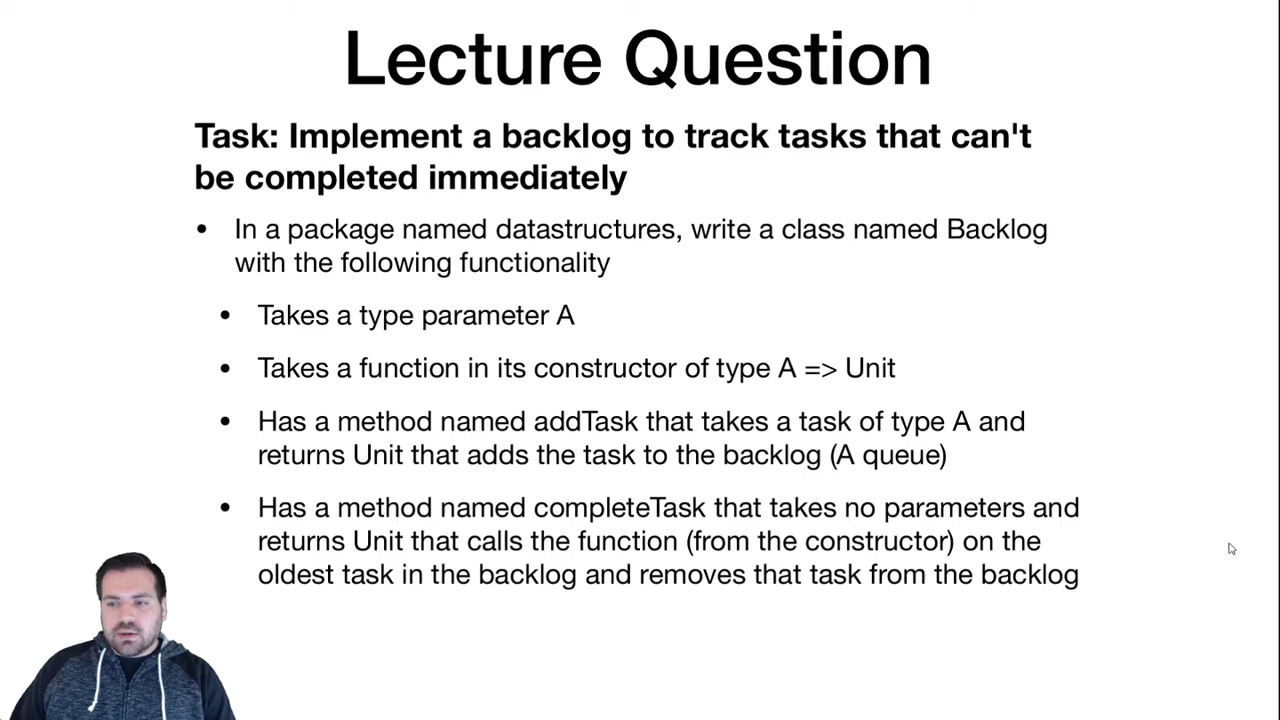 Lecture Question
Task: Implement a backlog to track tasks that can't
be completed immediately
• In a package named datastructures, write a class named Backlog
with the following functionality
• Takes a type parameter A
• Takes a function in its constructor of type A => Unit
• Has a method named addTask that takes a task of type A and
returns Unit that adds the task to the backlog (A queue)
• Has a method named completeTask that takes no parameters and
returns Unit that calls the function (from the constructor) on the
oldest task in the backlog and removes that task from the backlog